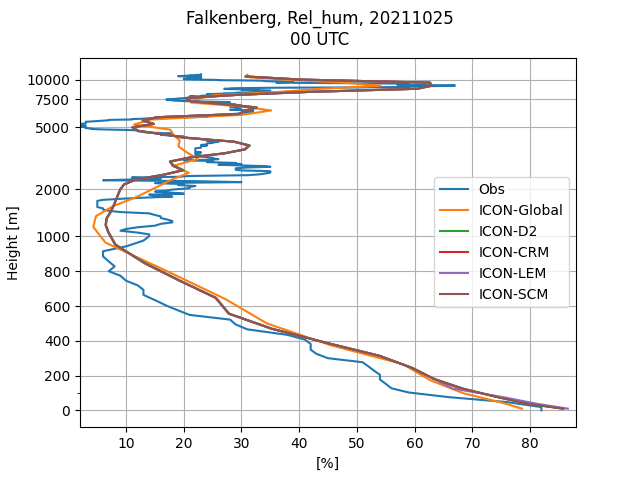 Falkenberg, Rel_hum, 20211025
00 UTC
10000
7500
5000
2000
1000
800
600
400
200
0
Height [m]
Obs
ICON-Global
ICON-D2
ICON-CRM
ICON-LEM
ICON-SCM
10 20 30 40 50 60 70 80
[%]